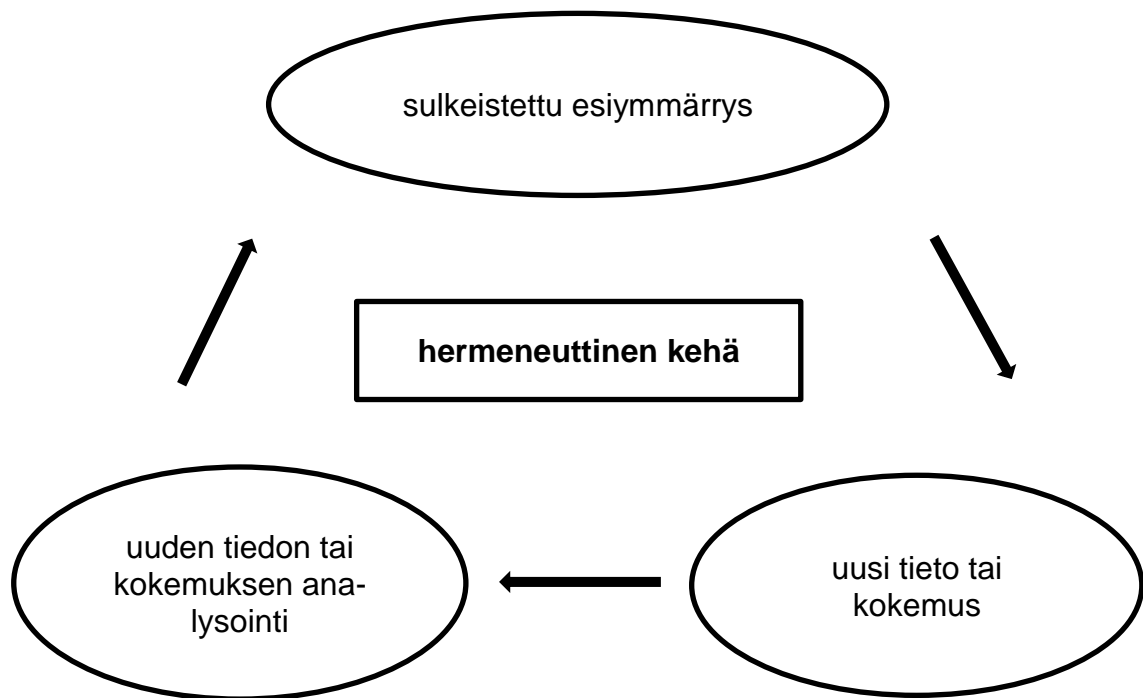 sulkeistettu esiymmärrys
hermeneuttinen kehä
uuden tiedon tai
kokemuksen ana-
lysointi
uusi tieto tai
kokemus